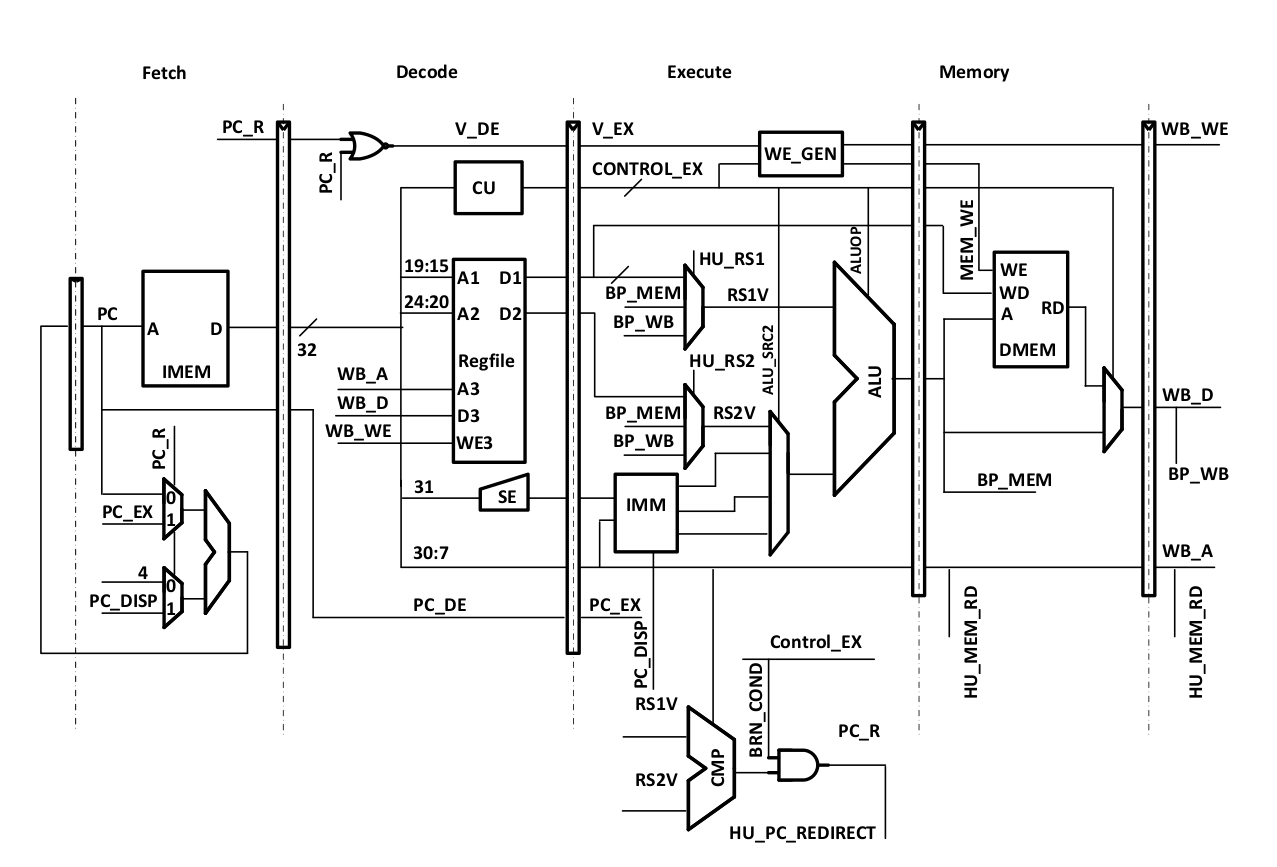 Fetch
Decode
Execute
Memory
PC_R
V_DE
V_EX
WB_WE
PC_R
WE_GEN
CU
CONTROL_EX
MEM_WE
ALUOP
19:15
A1
D1
HU_RS1
WE
24:20
A2
D2
BP_MEM
RS1V
WD
PC
BP_WB
A
RD
A
D
32
Regfile
DMEM
IMEM
HU_RS2
ALU_SRC2
ALU
WB_A
A3
WB_D
D3
BP_MEM
RS2V
WB_D
WB_WE
WE3
BP_WB
PC_R
BP_MEM
BP_WB
31
SE
IMM
0
PC_EX
1
30:7
WB_A
4
0
PC_DISP
1
PC_DE
PC_EX
PC_DISP
HU_MEM_RD
HU_MEM_RD
Control_EX
RS1V
BRN_COND
PC_R
CMP
RS2V
HU_PC_REDIRECT